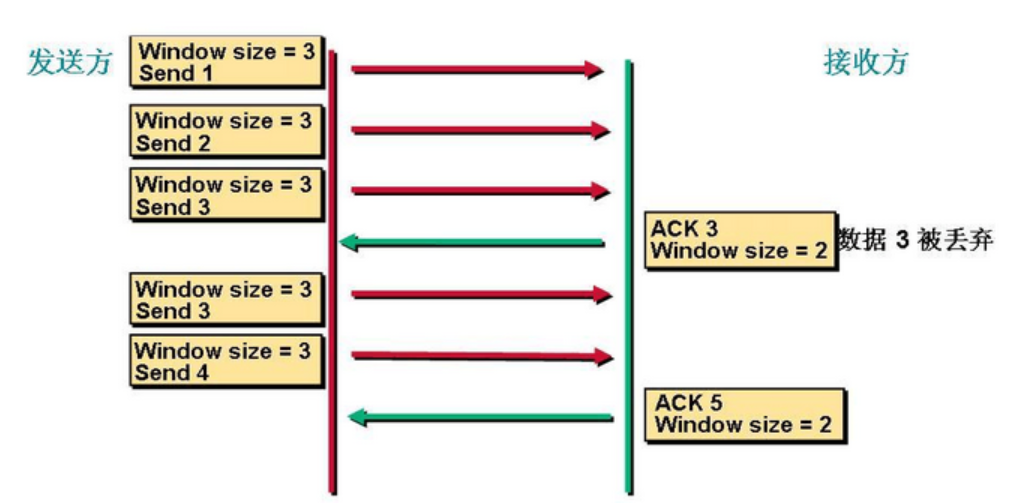 发送方
Window size = 3
Send 1
接收方
Window size = 3
Send 2
Window size = 3
Send 3
ACK 3
Window size = 2
数据 3 被丢弃
Window size = 3
Send 3
Window size = 3
Send 4
ACK 5
Window size = 2